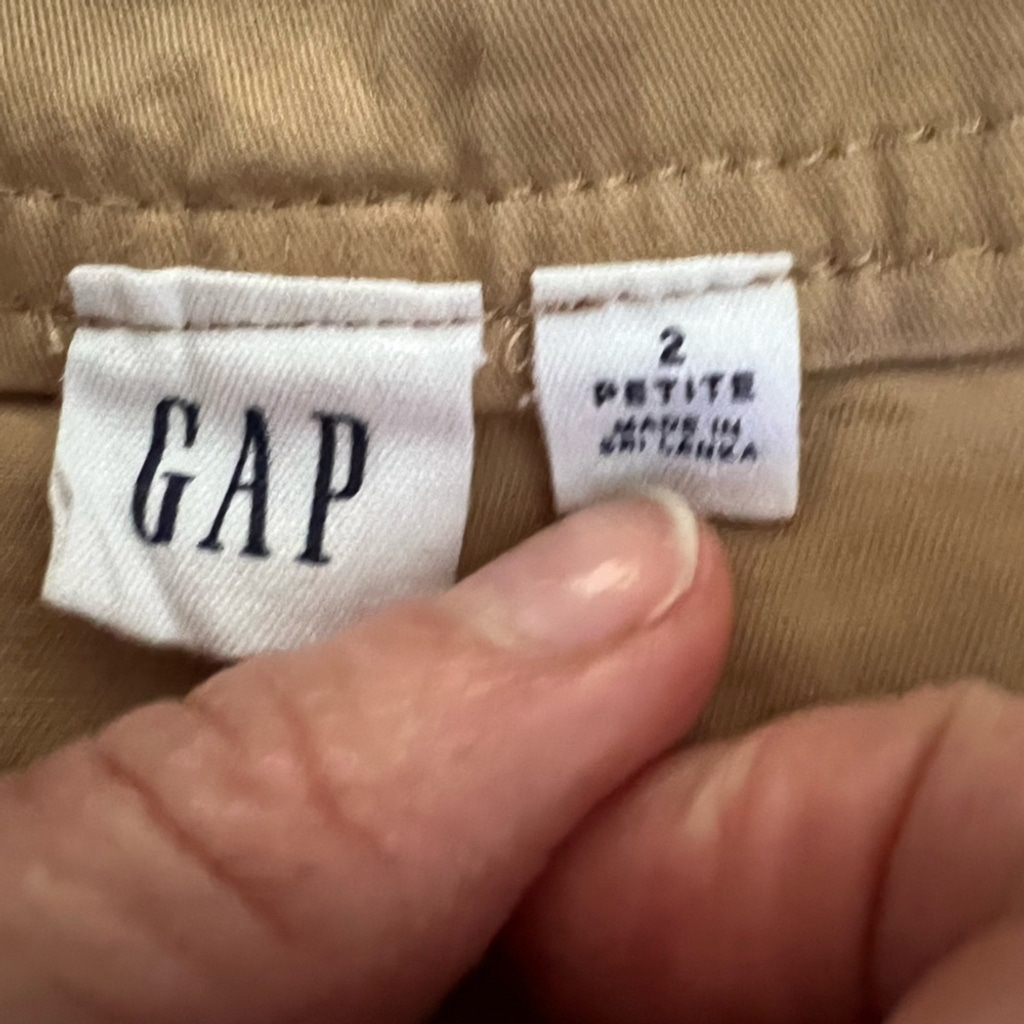 GAP
2
PETITE
MADE IN
SRI LANKA